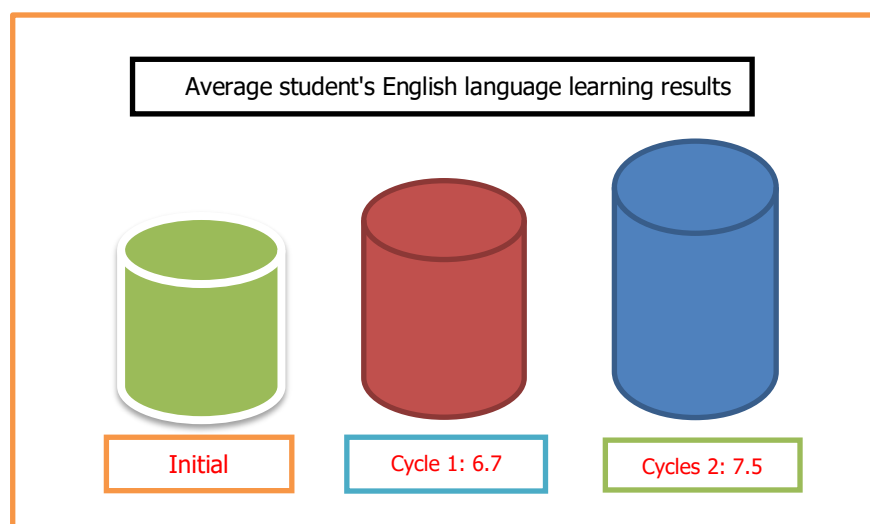 Average student's English language learning results
Initial
Cycle 1: 6.7
Cycles 2: 7.5